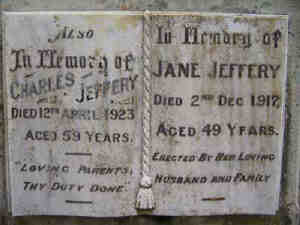 Also
In Memory of
CHARLES JEFFERY
DIED 12TH APRIL 1923
AGED 59 YEARS.
"LOVING PARENTS,
THY DUTY DONE"
In Memory of
JANE JEFFERY
DIED 2ND DEC 1917,
AGED 49 YEARS.
ERECTED BY HER LOVING
HUSBAND AND FAMILY